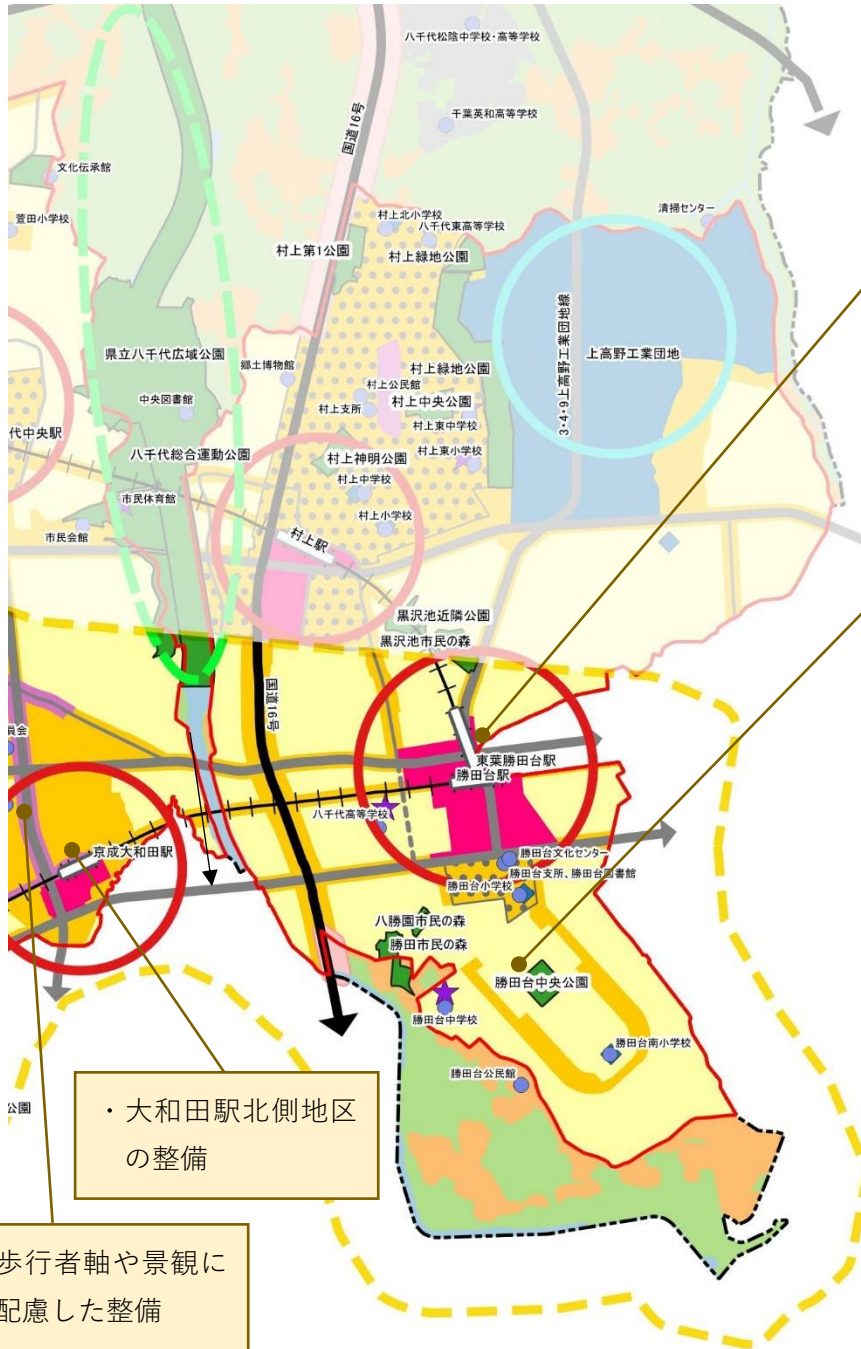 八千代松陰中学校・高等学校
千葉英和高等学校
国道16号
文化伝承館
萱田小学校
清掃センター
村上北小学校
八千代東高等学校
村上第1公園
村上緑地公園
3・4・9上高野工業団地線
県立八千代広域公園
郷土博物館
上高野工業団地
村上緑地公園
村上公民館
中央図書館
村上支所
村上中央公園
代中央駅
村上東中学校
八千代総合運動公園
村上神明公園
村上東小学校
村上中学校
市民体育館
村上小学校
市民会館
村上駅
黒沢池近隣公園
黒沢池市民の森
国道16号
員会
東葉勝田台駅
勝田台駅
八千代高等学校
京成大和田駅
勝田台文化センター
勝田台支所、勝田台図書館
勝田台小学校
八勝園市民の森
勝田市民の森
勝田台中央公園
勝田台中学校
勝田台南小学校
勝田台公民館
公園
・大和田駅北側地区
の整備
歩行者軸や景観に
配慮した整備